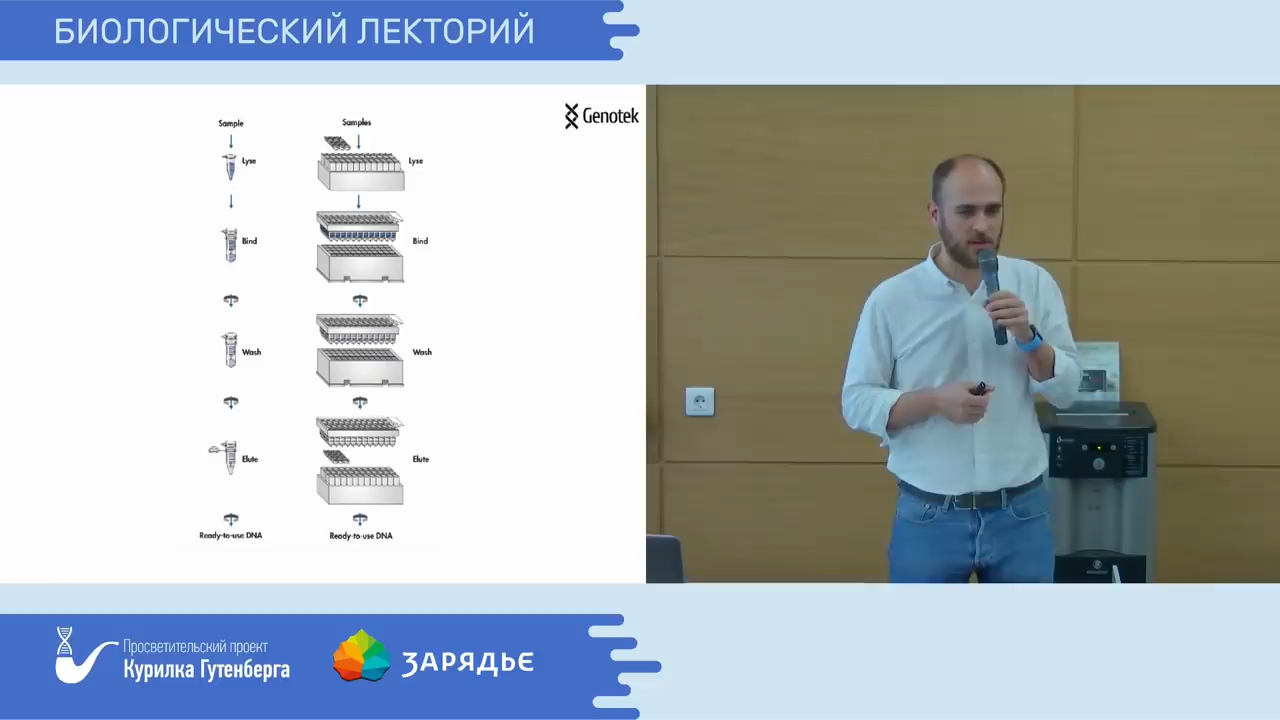 БИОЛОГИЧЕСКИЙ ЛЕКТОРИЙ
Genotek
Sample
Samples
Lyse
Lyse
Bind
Bind
Wash
Wash
Elute
Elute
Ready-to-use DNA
Ready-to-use DNA
Просветительский проект
Курилка Гутенберга
ЗАРЯДЬЕ